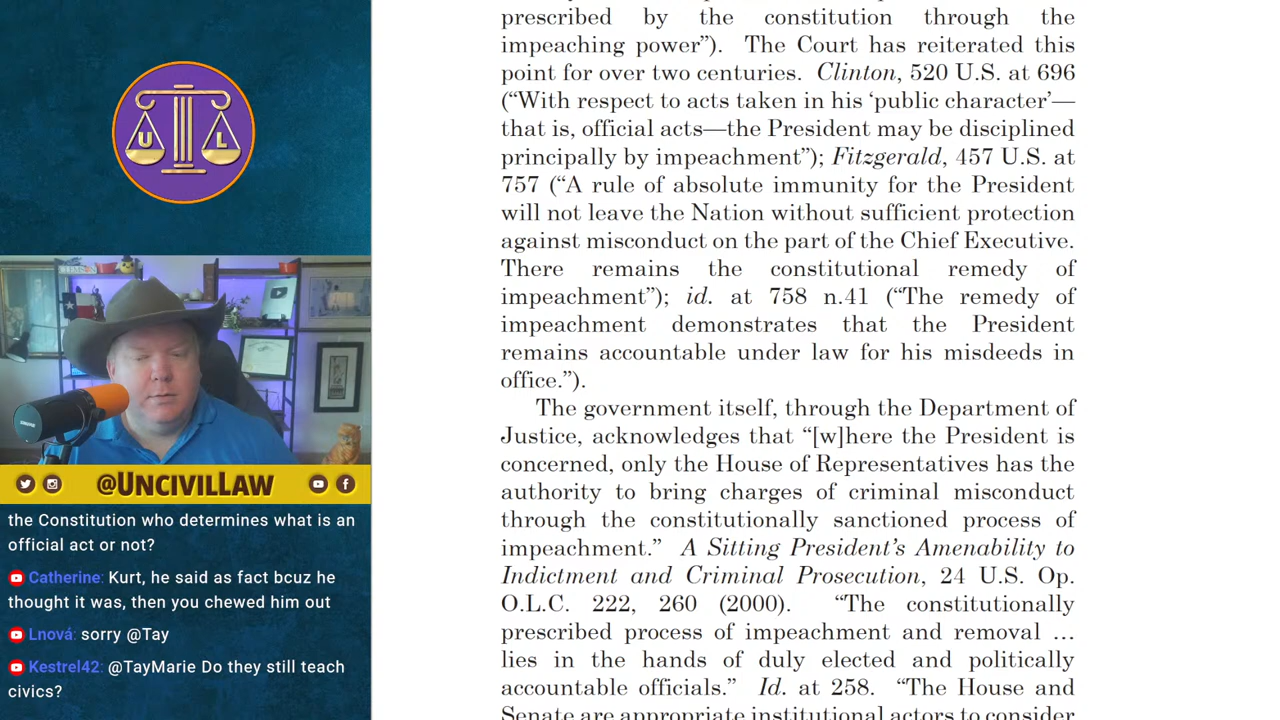 U L
@UNCIVILLAW
the Constitution who determines what is an
official act or not?
Catherine: Kurt, he said as fact bcuz he
thought it was, then you chewed him out
Lnová: sorry @Tay
Kestrel42: @TayMarie Do they still teach
civics?
prescribed by the constitution through the
impeaching power”). The Court has reiterated this
point for over two centuries. Clinton, 520 U.S. at 696
(“With respect to acts taken in his ‘public character’—
that is, official acts—the President may be disciplined
principally by impeachment”); Fitzgerald, 457 U.S. at
757 (“A rule of absolute immunity for the President
will not leave the Nation without sufficient protection
against misconduct on the part of the Chief Executive.
There remains the constitutional remedy of
impeachment”); id. at 758 n.41 (“The remedy of
impeachment demonstrates that the President
remains accountable under law for his misdeeds in
office.”).
The government itself, through the Department of
Justice, acknowledges that “[w]here the President is
concerned, only the House of Representatives has the
authority to bring charges of criminal misconduct
through the constitutionally sanctioned process of
impeachment.” A Sitting President’s Amenability to
Indictment and Criminal Prosecution, 24 U.S. Op.
O.L.C. 222, 260 (2000). “The constitutionally
prescribed process of impeachment and removal …
lies in the hands of duly elected and politically
accountable officials.” Id. at 258. “The House and
Senate are appropriate institutional actors to consider